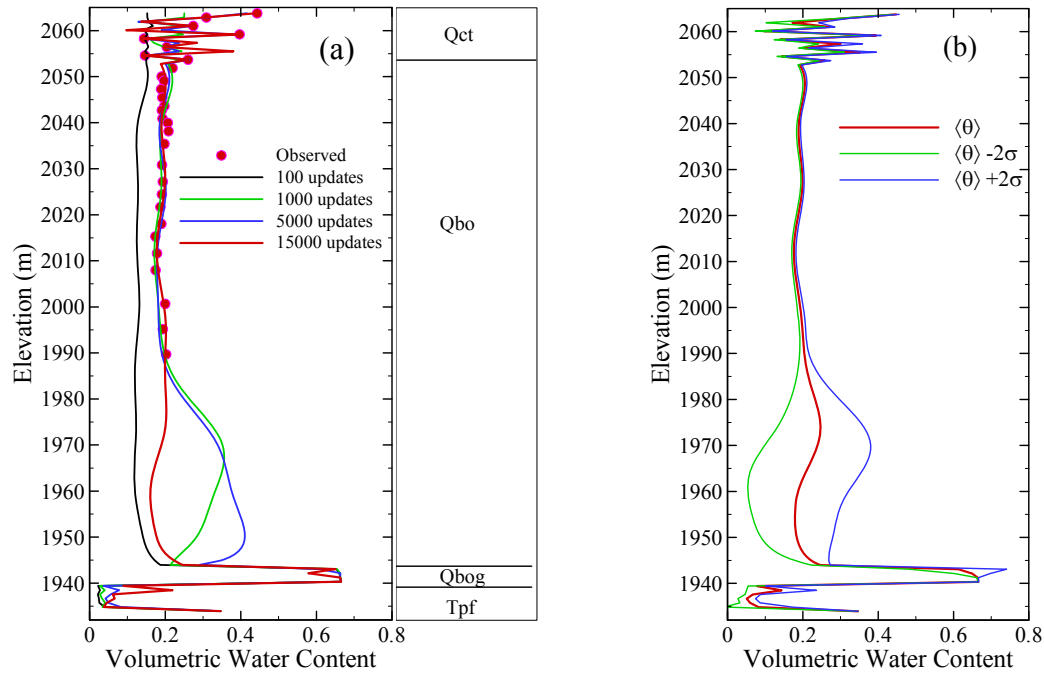 (a)
Elevation (m)
2060
2050
2040
2030
2020
2010
2000
1990
1980
1970
1960
1950
1940
Observed
100 updates
1000 updates
5000 updates
15000 updates
0
0.2
0.4
0.6
0.8
Volumetric Water Content
Qct
Qbo
Qbog
Tpf
(b)
Elevation (m)
2060
2050
2040
2030
2020
2010
2000
1990
1980
1970
1960
1950
1940
⟨θ⟩
⟨θ⟩ -2σ
⟨θ⟩ +2σ
0
0.2
0.4
0.6
0.8
Volumetric Water Content